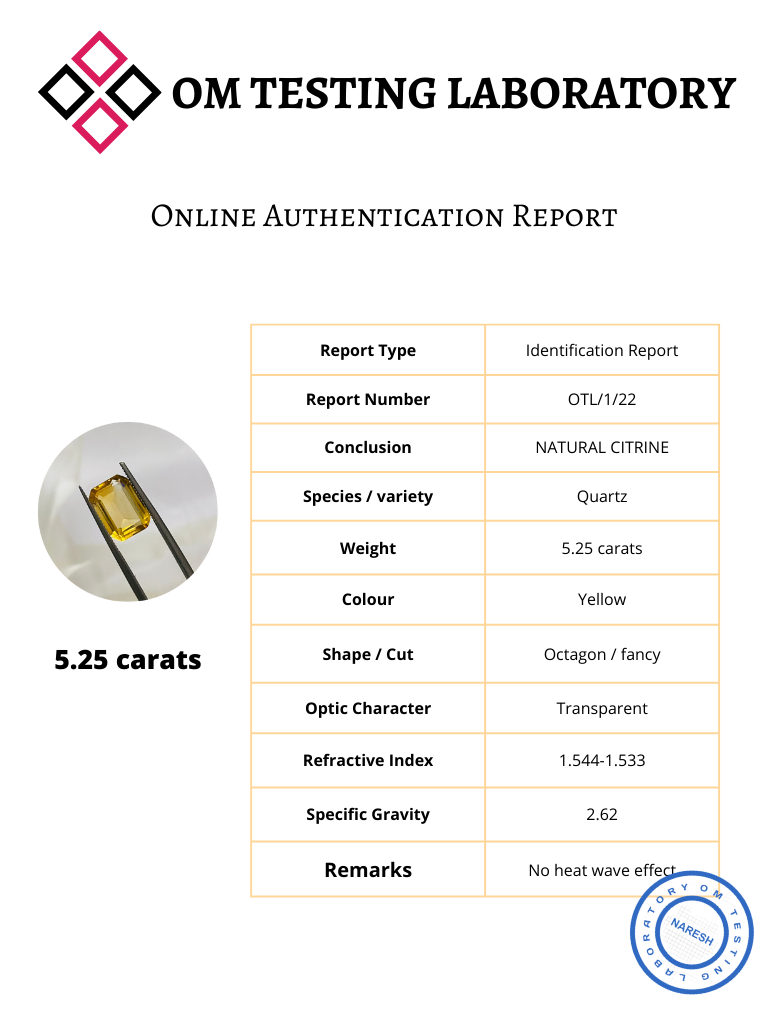 OM TESTING LABORATORY
Online Authentication Report
Report Type Identification Report
Report Number OTL/1/22
Conclusion NATURAL CITRINE
Species / variety Quartz
Weight 5.25 carats
Colour Yellow
5.25 carats
Shape / Cut Octagon / fancy
Optic Character Transparent
Refractive Index 1.544-1.533
Specific Gravity 2.62
Remarks No heat wave effect
OM TESTING LABORATORY
NARESH